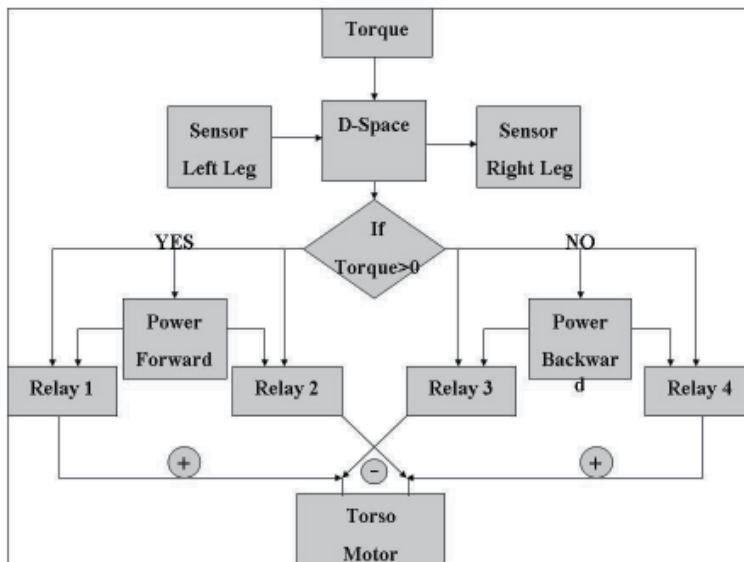 Torque
Sensor
Left Leg
D-Space
Sensor
Right Leg
If
Torque>0
YES
NO
Power
Forward
Power
Backwar
d
Relay 1
Relay 2
Relay 3
Relay 4
+
-
+
Torso
Motor